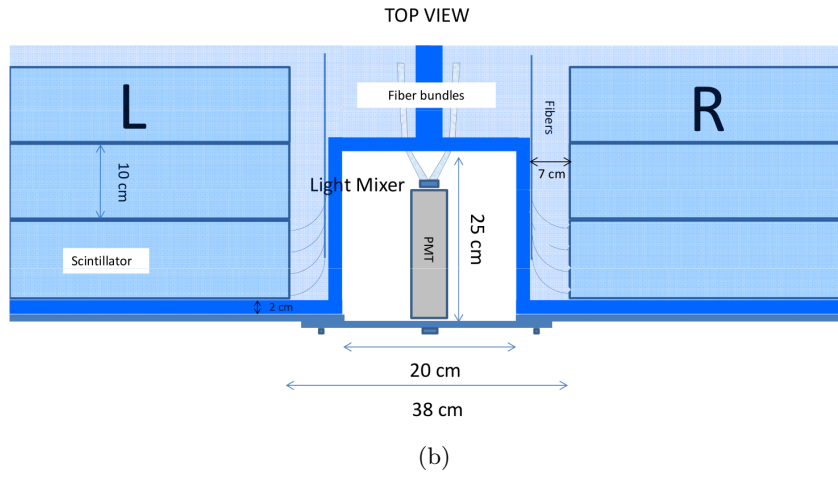 TOP VIEW
L
Fiber bundles
Fibers
R
10 cm
Light Mixer
7 cm
25 cm
PMT
Scintillator
2 cm
20 cm
38 cm
(b)